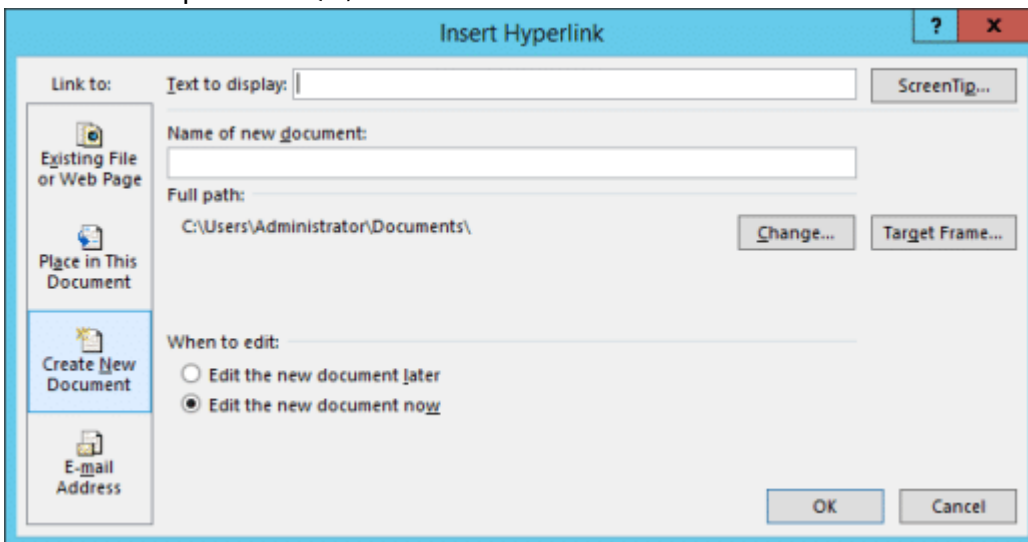 Insert Hyperlink
?
x
Link to:
Text to display:
ScreenTip...
Existing File
or Web Page
Name of new document:
Full path:
C:\Users\Administrator\Documents\
Change...
Target Frame...
Place in This
Document
Create New
Document
When to edit:
Edit the new document later
Edit the new document now
E-mail
Address
OK
Cancel